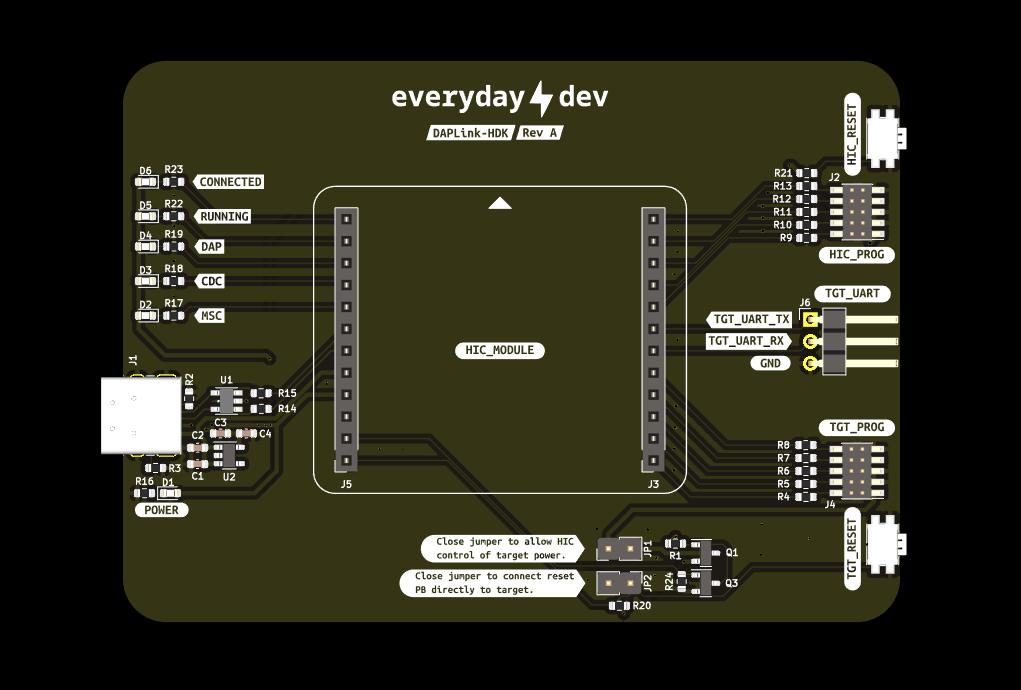 everyday dev
DAPLink-HDK Rev A
HIC_RESET
D6 R23 CONNECTED
D5 R22 RUNNING
D4 R19 DAP
D3 R18 CDC
D2 R17 MSC
R21
R13
R12
R11
R10
R9
J2
HIC_PROG
TGT_UART
J6
TGT_UART_TX
TGT_UART_RX
GND
HIC_MODULE
J1
R2
U1
R15
R14
C3
C2
C4
R3
C1
U2
R16 D1
POWER
J5
J3
TGT_PROG
R8
R7
R6
R5
R4
J4
TGT_RESET
Close jumper to allow HIC
control of target power.
JP1
R1
Q1
Close jumper to connect reset
PB directly to target.
JP2
R24
Q3
R20